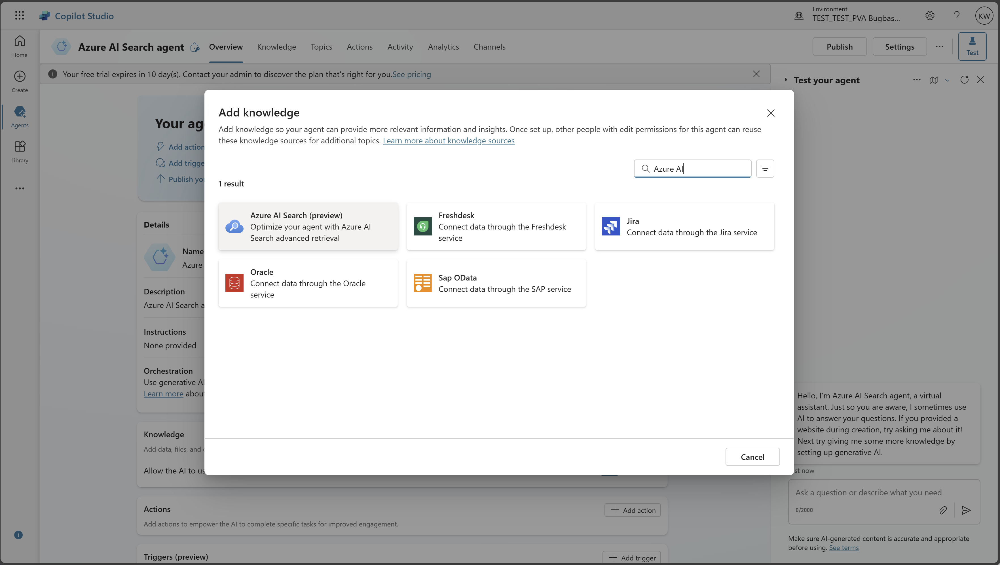 Copilot Studio
Environment
TEST_TEST_PVA Bugbas...
KW
Home
Create
Agents
Library
Azure AI Search agent
Overview
Knowledge
Topics
Actions
Activity
Analytics
Channels
Publish
Settings
Test
Your free trial expires in 10 day(s). Contact your admin to discover the plan that's right for you.See pricing
Test your agent
Your ag
Add action
Add trigge
Publish you
Details
Name
Azure
Description
Azure AI Search a
Instructions
None provided
Orchestration
Use generative AI
Learn more about
Knowledge
Add data, files, and
Allow the AI to us
Actions
Add action
Add actions to empower the AI to complete specific tasks for improved engagement.
Triggers (preview)
Add trigger
Add knowledge
Add knowledge so your agent can provide more relevant information and insights. Once set up, other people with edit permissions for this agent can reuse
these knowledge sources for additional topics. Learn more about knowledge sources
Azure AI
1 result
Azure AI Search (preview)
Optimize your agent with Azure AI
Search advanced retrieval
Freshdesk
Connect data through the Freshdesk
service
Jira
Connect data through the Jira service
Oracle
Connect data through the Oracle
service
Sap OData
Connect data through the SAP service
Cancel
Hello, I'm Azure AI Search agent, a virtual
assistant. Just so you are aware, I sometimes use
AI to answer your questions. If you provided a
website during creation, try asking me about it!
Next try giving me some more knowledge by
setting up generative AI.
st now
Ask a question or describe what you need
0/2000
Make sure AI-generated content is accurate and appropriate
before using. See terms